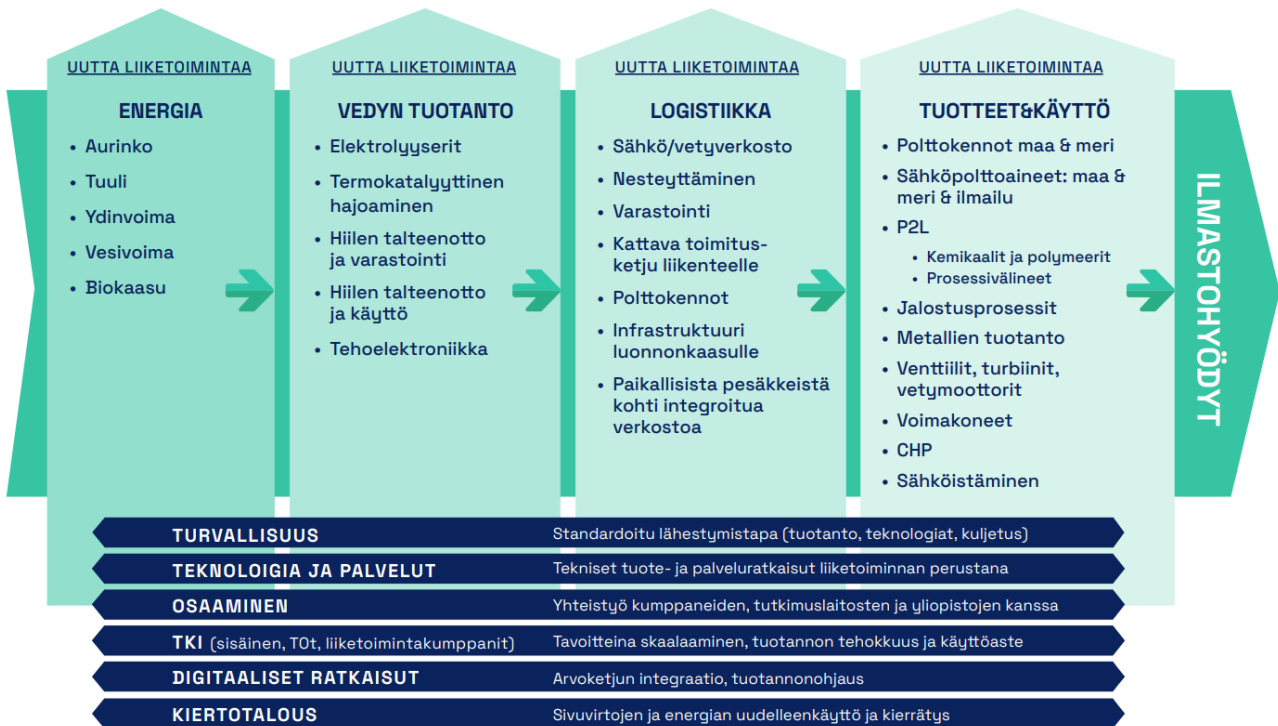 UUTTA LIIKETOIMINTAA
ENERGIA
• Aurinko
• Tuuli
• Ydinvoima
• Vesivoima
• Biokaasu
UUTTA LIIKETOIMINTAA
VEDYN TUOTANTO
• Elektrolyyserit
• Termokatalyyttinen
hajoaminen
• Hiilen talteenotto
ja varastointi
• Hiilen talteenotto
ja käyttö
• Tehoelektroniikka
UUTTA LIIKETOIMINTAA
LOGISTIIKKA
• Sähkö/vetyverkosto
• Nesteyttäminen
• Varastointi
• Kattava toimitus-
ketju liikenteelle
• Polttokennot
• Infrastruktuuri
luonnonkaasulle
• Paikallisista pesäkkeistä
kohti integroitua
verkostoa
UUTTA LIIKETOIMINTAA
TUOTTEET&KÄYTTÖ
• Polttokennot maa & meri
• Sähköpolttoaineet: maa &
meri & ilmailu
• P2L
• Kemikaalit ja polymeerit
• Prosessivälineet
• Jalostusprosessit
• Metallien tuotanto
• Venttiilit, turbiinit,
vetymoottorit
• Voimakoneet
• CHP
• Sähköistäminen
ILMASTOHYÖDYT
TURVALLISUUS Standardoitu lähestymistapa (tuotanto, teknologiat, kuljetus)
TEKNOLOIGIA JA PALVELUT Tekniset tuote- ja palveluratkaisut liiketoiminnan perustana
OSAAMINEN Yhteistyö kumppaneiden, tutkimuslaitosten ja yliopistojen kanssa
TKI (sisäinen, TOt, liiketoimintakumppanit) Tavoitteina skaalaaminen, tuotannon tehokkuus ja käyttöaste
DIGITAALISET RATKAISUT Arvoketjun integraatio, tuotannonohjaus
KIERTOTALOUS Sivuvirtojen ja energian uudelleenkäyttö ja kierrätys